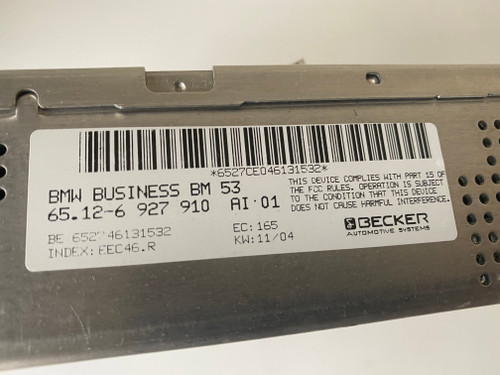 *6527CE046131532*
BMW BUSINESS BM 53
65.12-6 927 910 AI 01
BE 46131532
INDEX: EEC46.R
EC: 165
KW: 11/04
THIS DEVICE COMPLIES WITH PART 15 OF
THE FCC RULES. OPERATION IS SUBJECT
TO THE CONDITION THAT THIS DEVICE
DOES NOT CAUSE HARMFUL INTERFERENCE.
BECKER
AUTOMOTIVE SYSTEMS